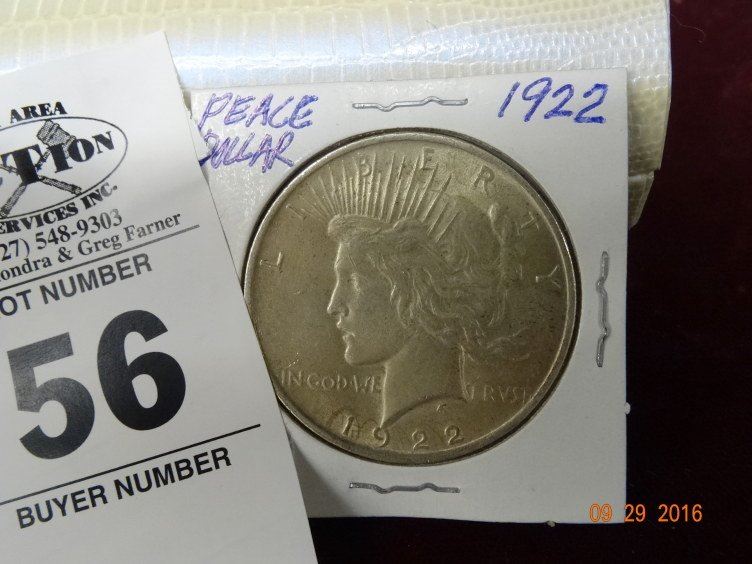 AREA
TION
SERVICES INC.
27) 548-9303
ondra & Greg Farner
OT NUMBER
56
BUYER NUMBER
PEACE
DOLLAR
1922
LIBERTY
IN GOD WE TRVST
1922
09 29 2016